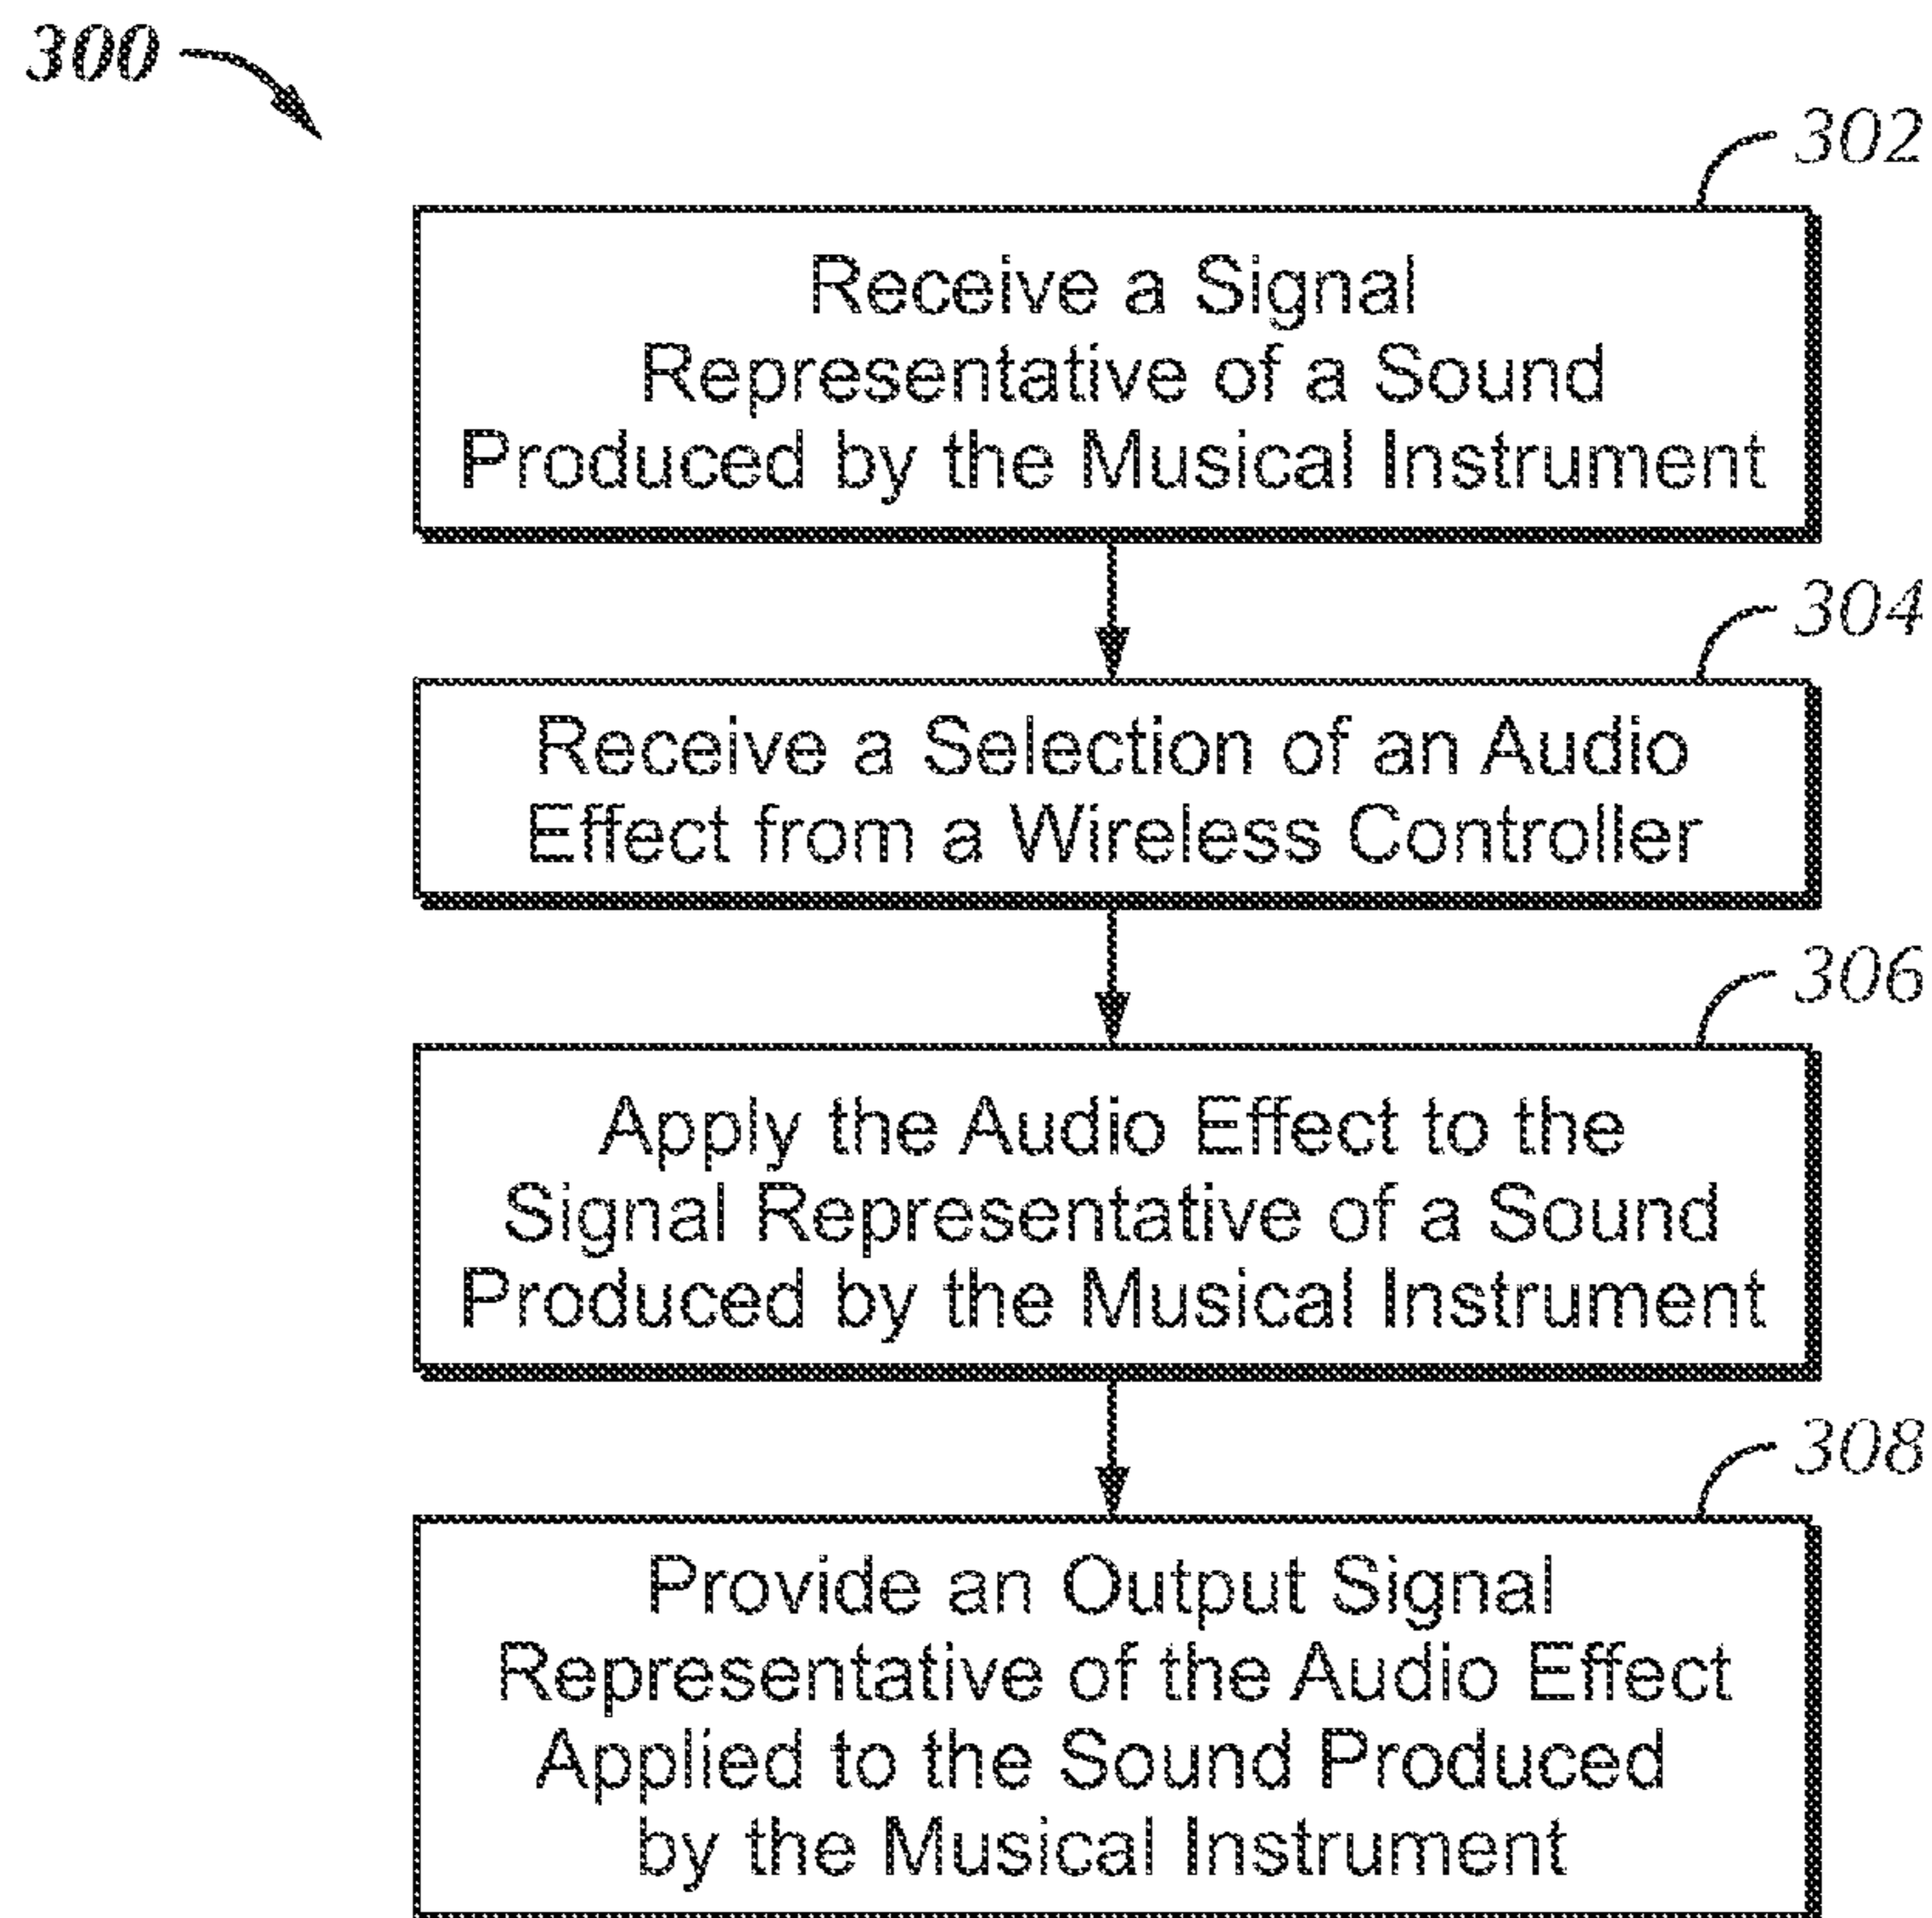 300
302
Receive a Signal
Representative of a Sound
Produced by the Musical Instrument
304
Receive a Selection of an Audio
Effect from a Wireless Controller
306
Apply the Audio Effect to the
Signal Representative of a Sound
Produced by the Musical Instrument
308
Provide an Output Signal
Representative of the Audio Effect
Applied to the Sound Produced
by the Musical Instrument